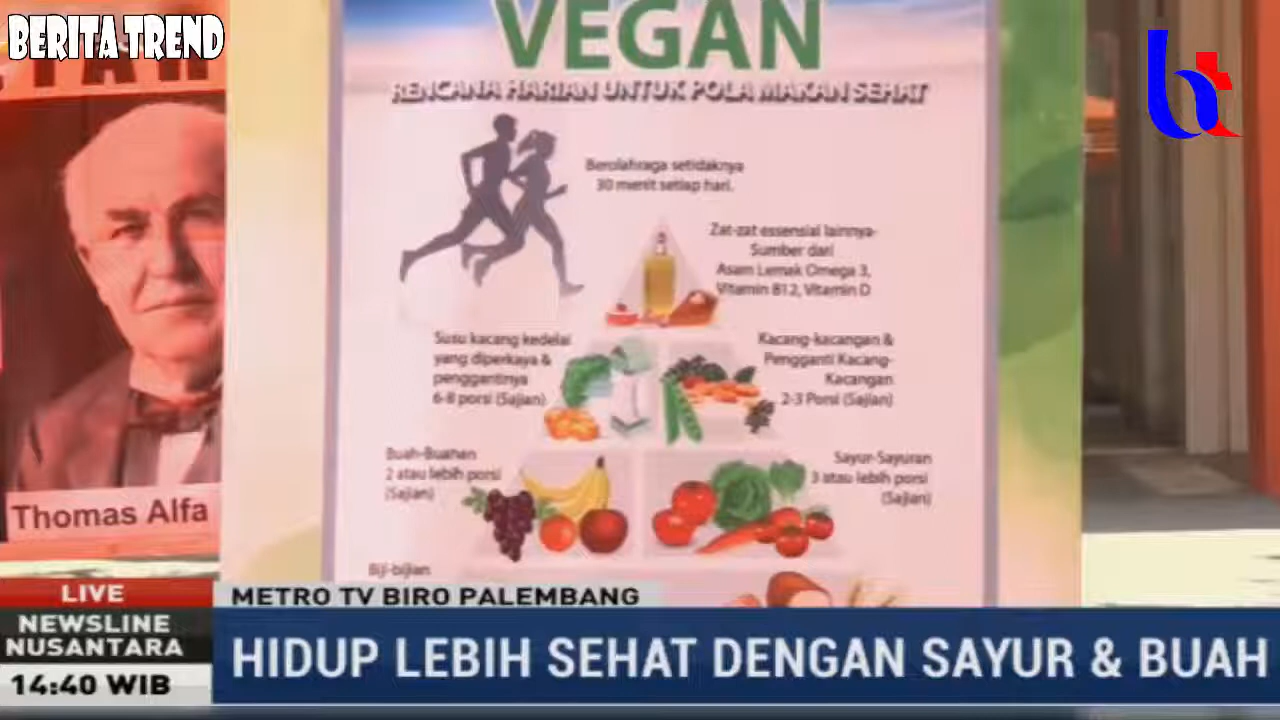 BERITA TREND
bt
VEGAN
RENCANA HARIAN UNTUK POLA MAKAN SEHAT
Berolahraga setidaknya
30 menit setiap hari.
Zat-zat essensial lainnya-
Sumber dari
Asam Lemak Omega 3,
Vitamin B12, Vitamin D
Susu kacang kedelai
yang diperkaya &
penggantinya
6-8 porsi (Sajian)
Kacang-kacangan &
Pengganti Kacang-
Kacangan
2-3 Porsi (Sajian)
Buah-Buahan
2 atau lebih porsi
(Sajian)
Sayur-Sayuran
3 atau lebih porsi
(Sajian)
Biji-bijian
Thomas Alfa
LIVE
NEWSLINE
NUSANTARA
14:40 WIB
METRO TV BIRO PALEMBANG
HIDUP LEBIH SEHAT DENGAN SAYUR & BUAH